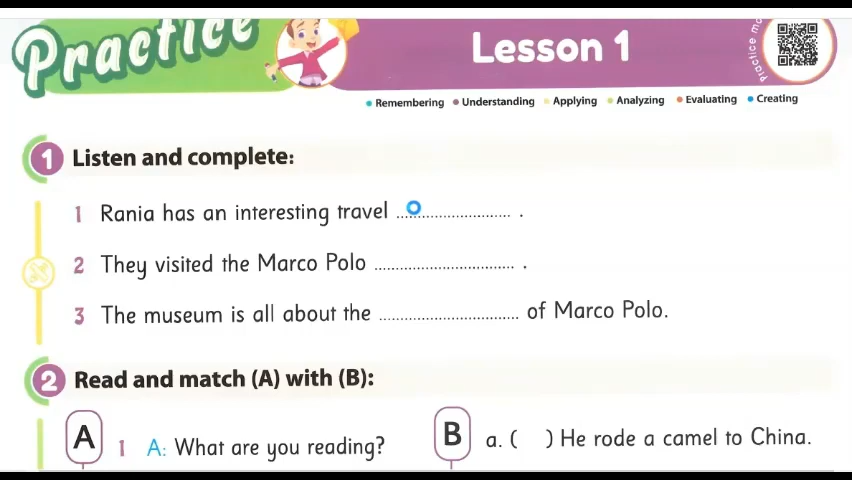 Practice
Lesson 1
Remembering Understanding Applying Analyzing Evaluating Creating
1 Listen and complete:
1 Rania has an interesting travel ........................ .
2 They visited the Marco Polo ........................ .
3 The museum is all about the ........................ of Marco Polo.
2 Read and match (A) with (B):
A
1 A: What are you reading?
B
a. ( ) He rode a camel to China.